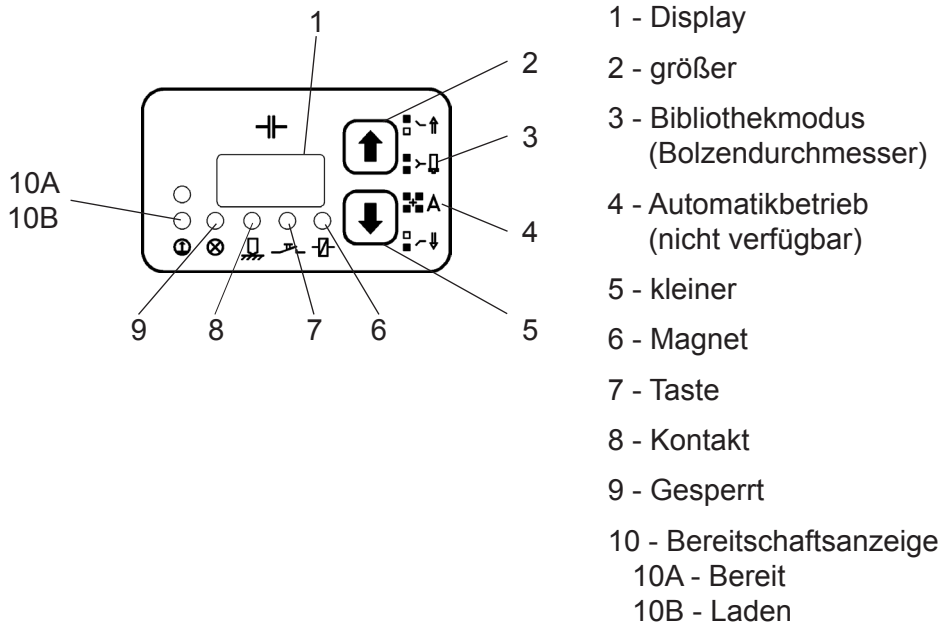 1
2
3
4
5
6
7
8
9
10A
10B
A
1 - Display
2 - größer
3 - Bibliothekmodus
(Bolzendurchmesser)
4 - Automatikbetrieb
(nicht verfügbar)
5 - kleiner
6 - Magnet
7 - Taste
8 - Kontakt
9 - Gesperrt
10 - Bereitschaftsanzeige
10A - Bereit
10B - Laden